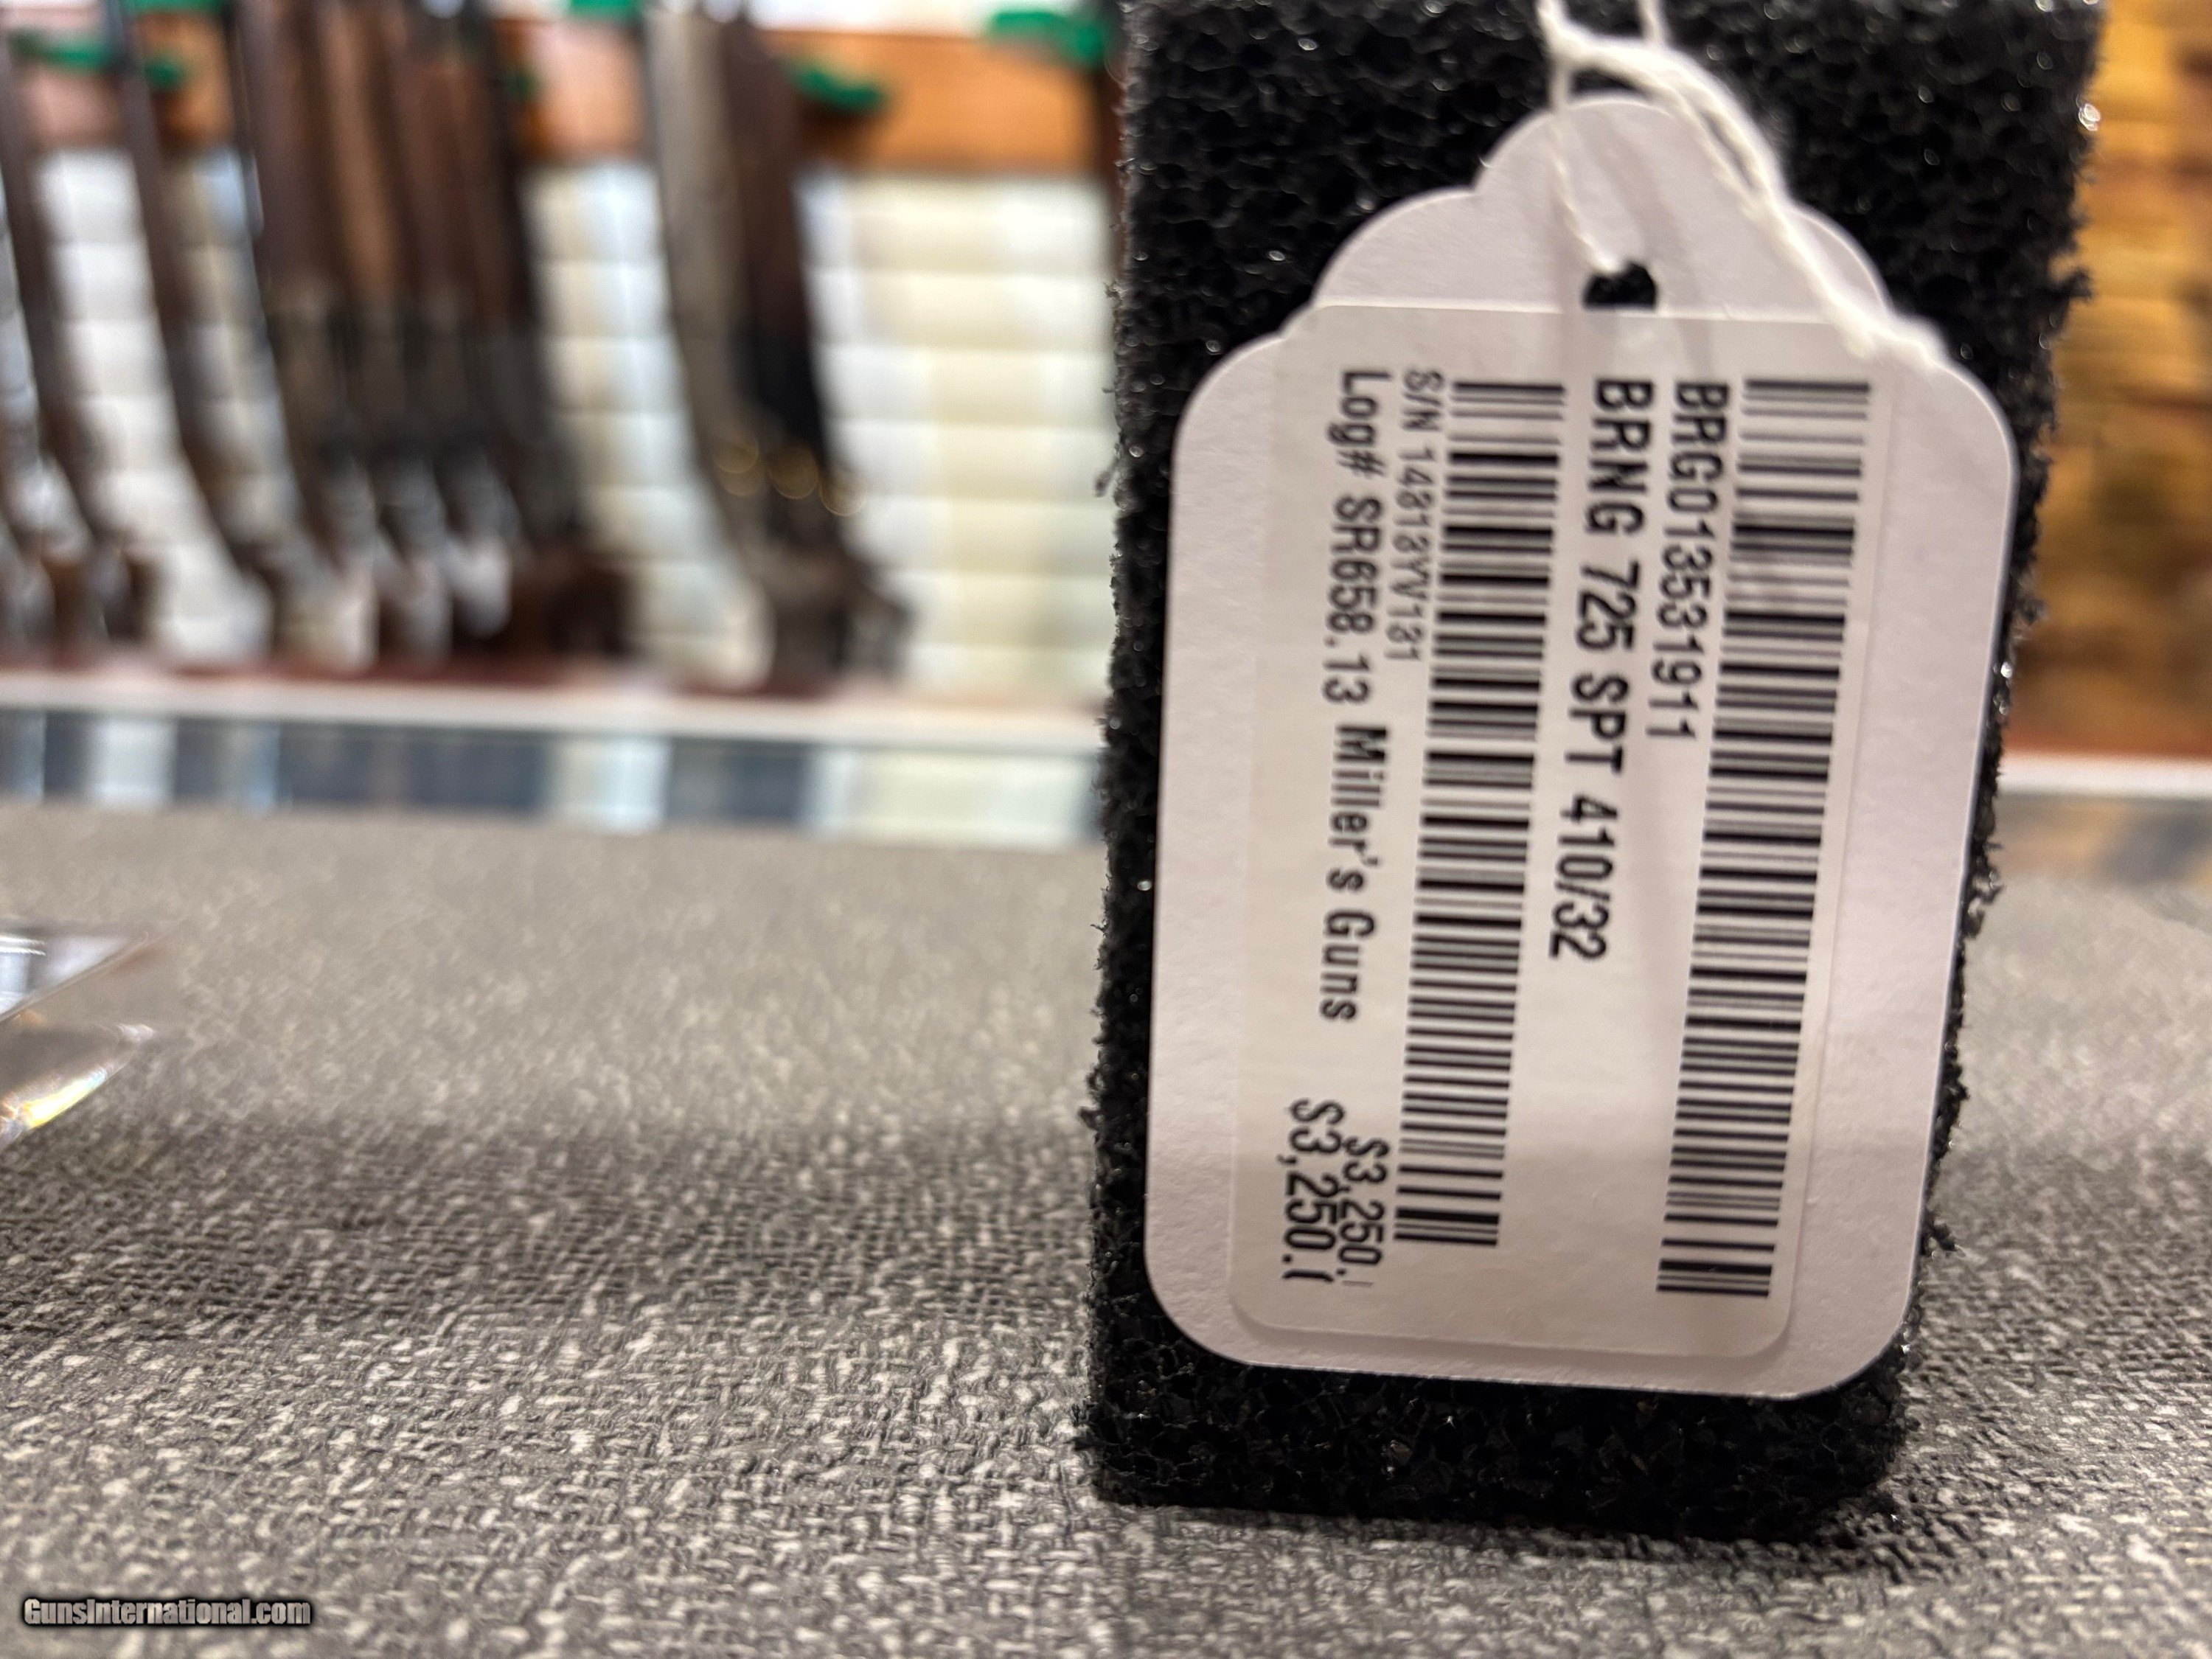 BRG013531911
BRNG 725 SPT 410/32
S/N 14813YV131
Log# SR658.13 Miller's Guns
$3,250.(
$3,250.(
GunsInternational.com